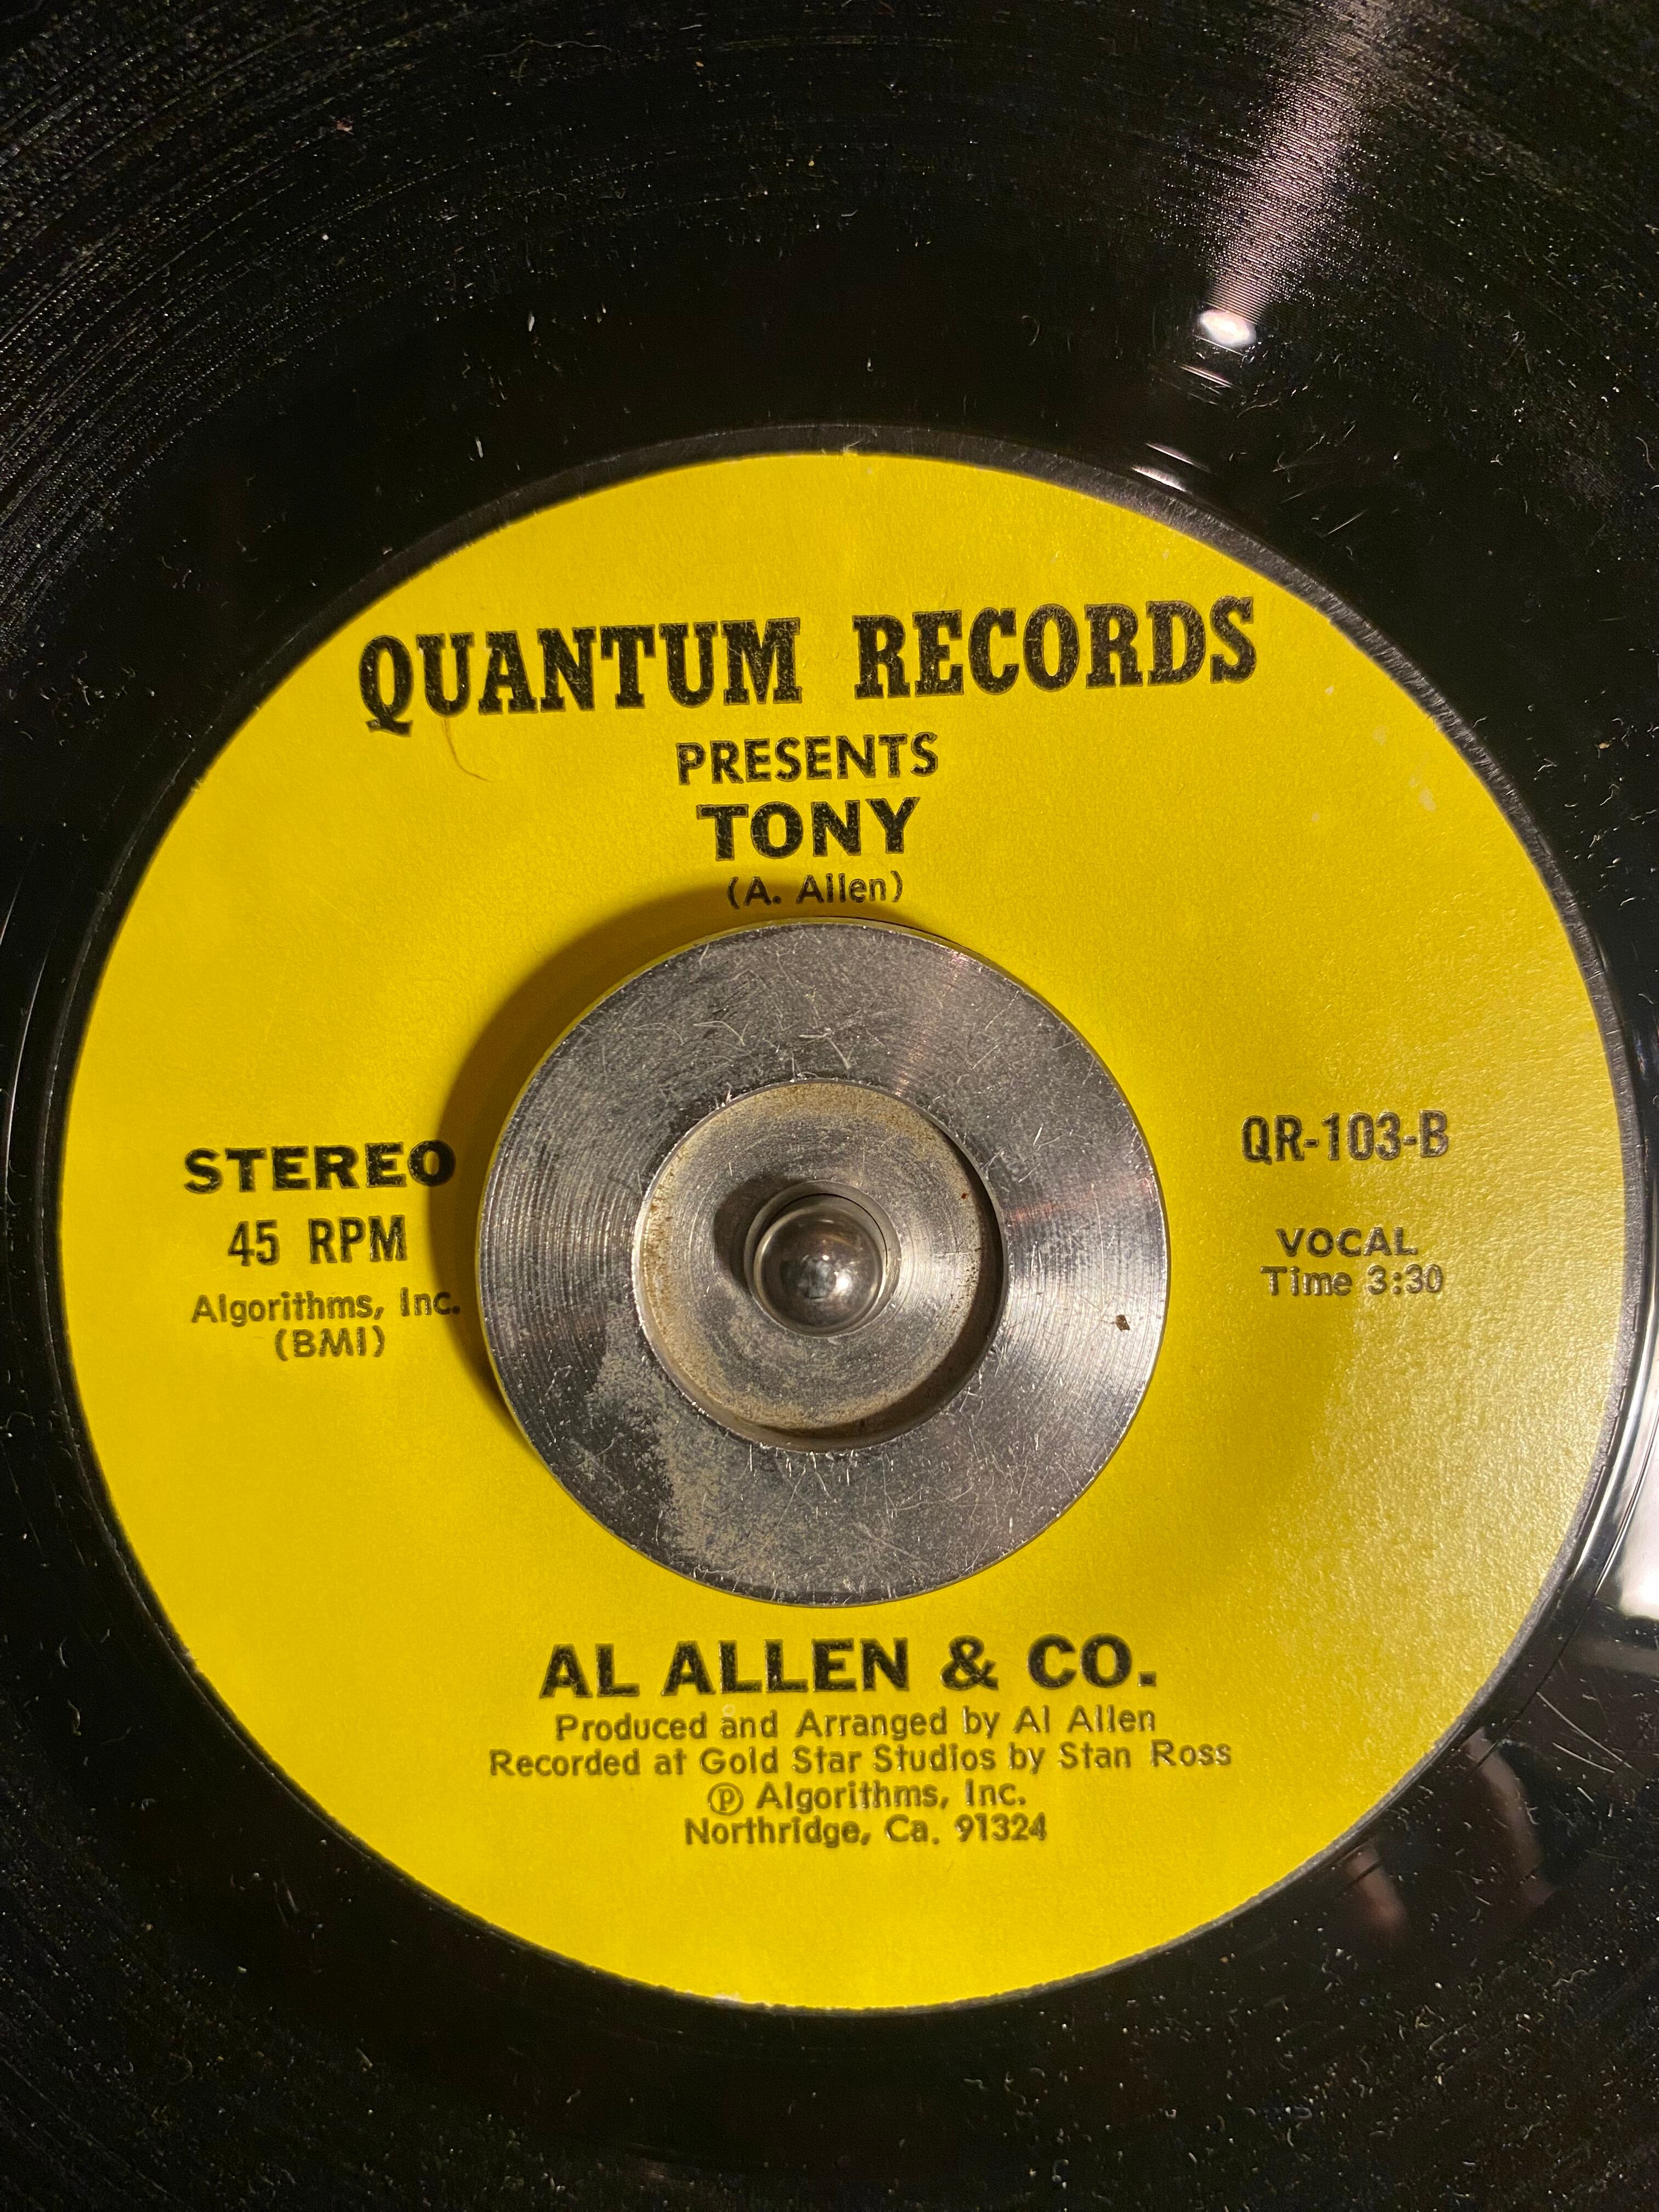 QUANTUM RECORDS
PRESENTS
TONY
(A. Allen)
STEREO
45 RPM
Algorithms, Inc.
(BMI)
QR-103-B
VOCAL
Time 3:30
AL ALLEN & CO.
Produced and Arranged by Al Allen
Recorded at Gold Star Studios by Stan Ross
Ⓟ Algorithms, Inc.
Northridge, Ca. 91324